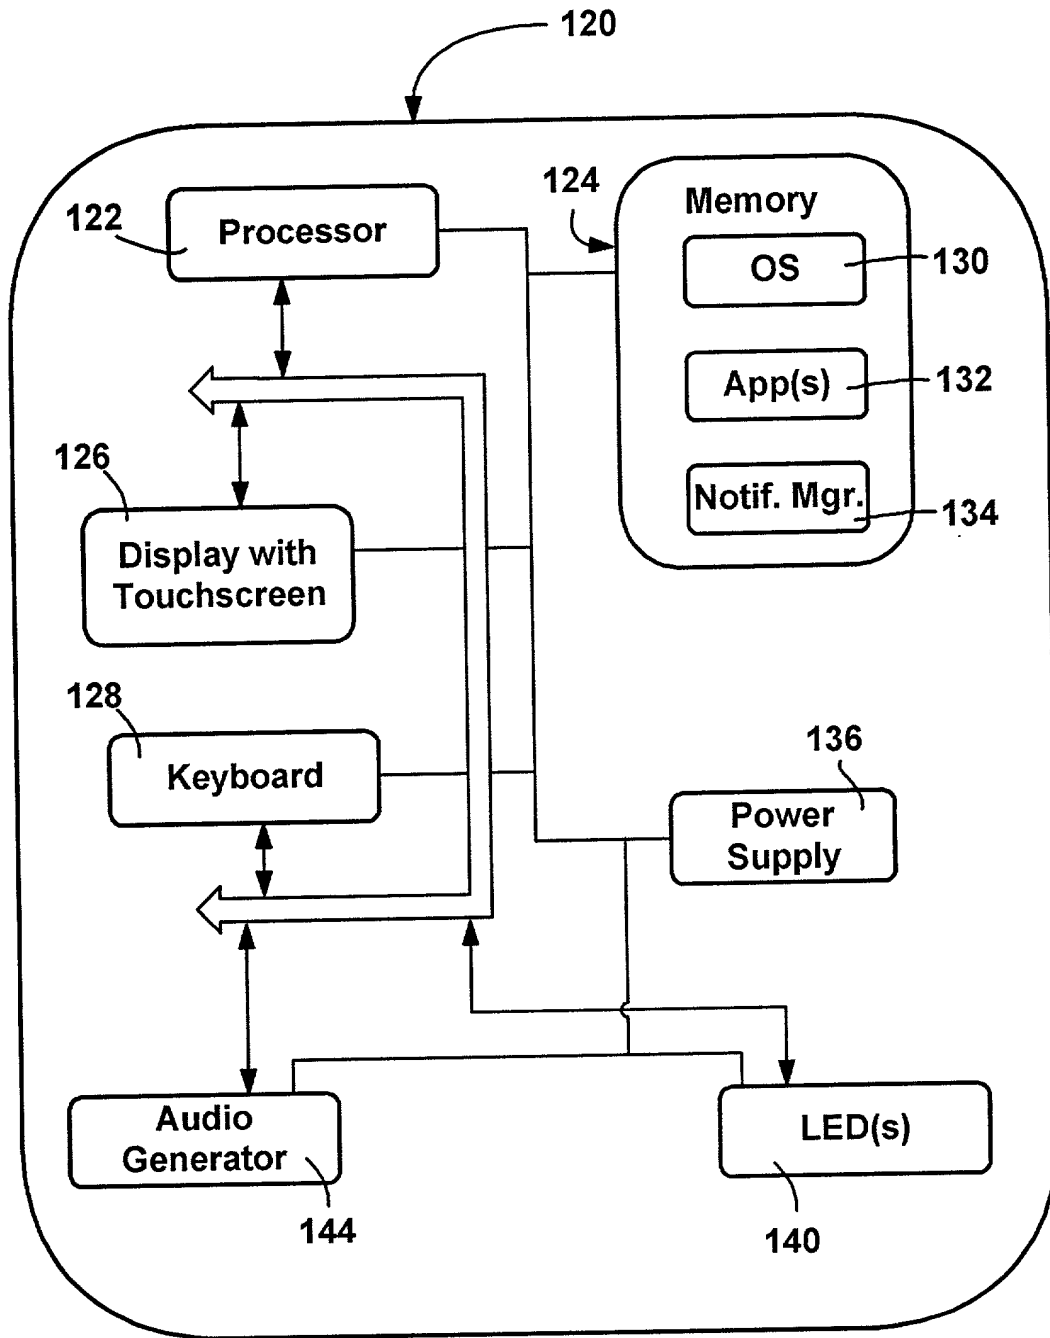 120
122
Processor
124
Memory
OS
130
App(s)
132
Notif. Mgr.
134
126
Display with
Touchscreen
128
Keyboard
136
Power
Supply
Audio
Generator
144
LED(s)
140